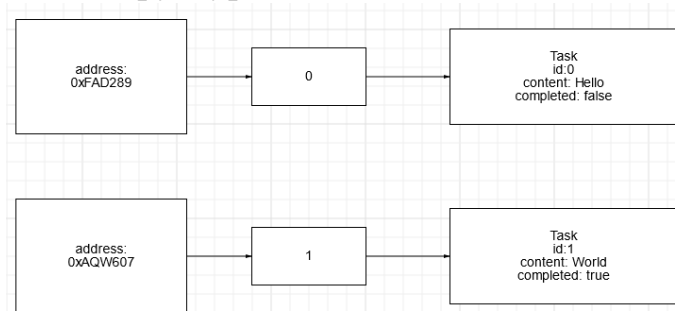 address:
0xFAD289
0
Task
id:0
content: Hello
completed: false
address:
0xAQW607
1
Task
id:1
content: World
completed: true